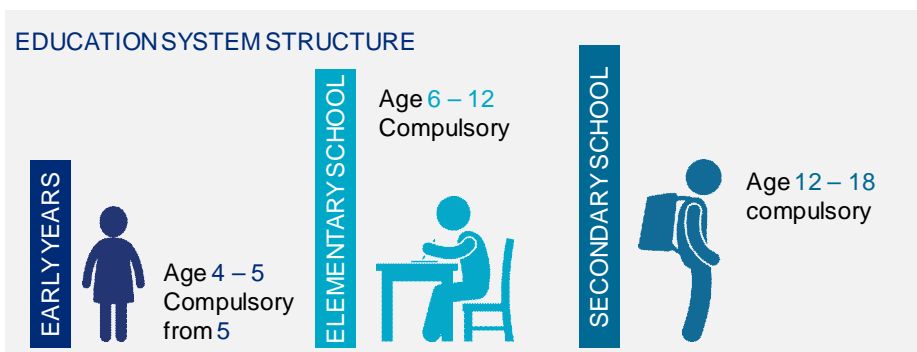 EDUCATION SYSTEM STRUCTURE
EARLY YEARS
Age 4 – 5
Compulsory
from 5
ELEMENTARY SCHOOL
Age 6 – 12
Compulsory
SECONDARY SCHOOL
Age 12 – 18
compulsory